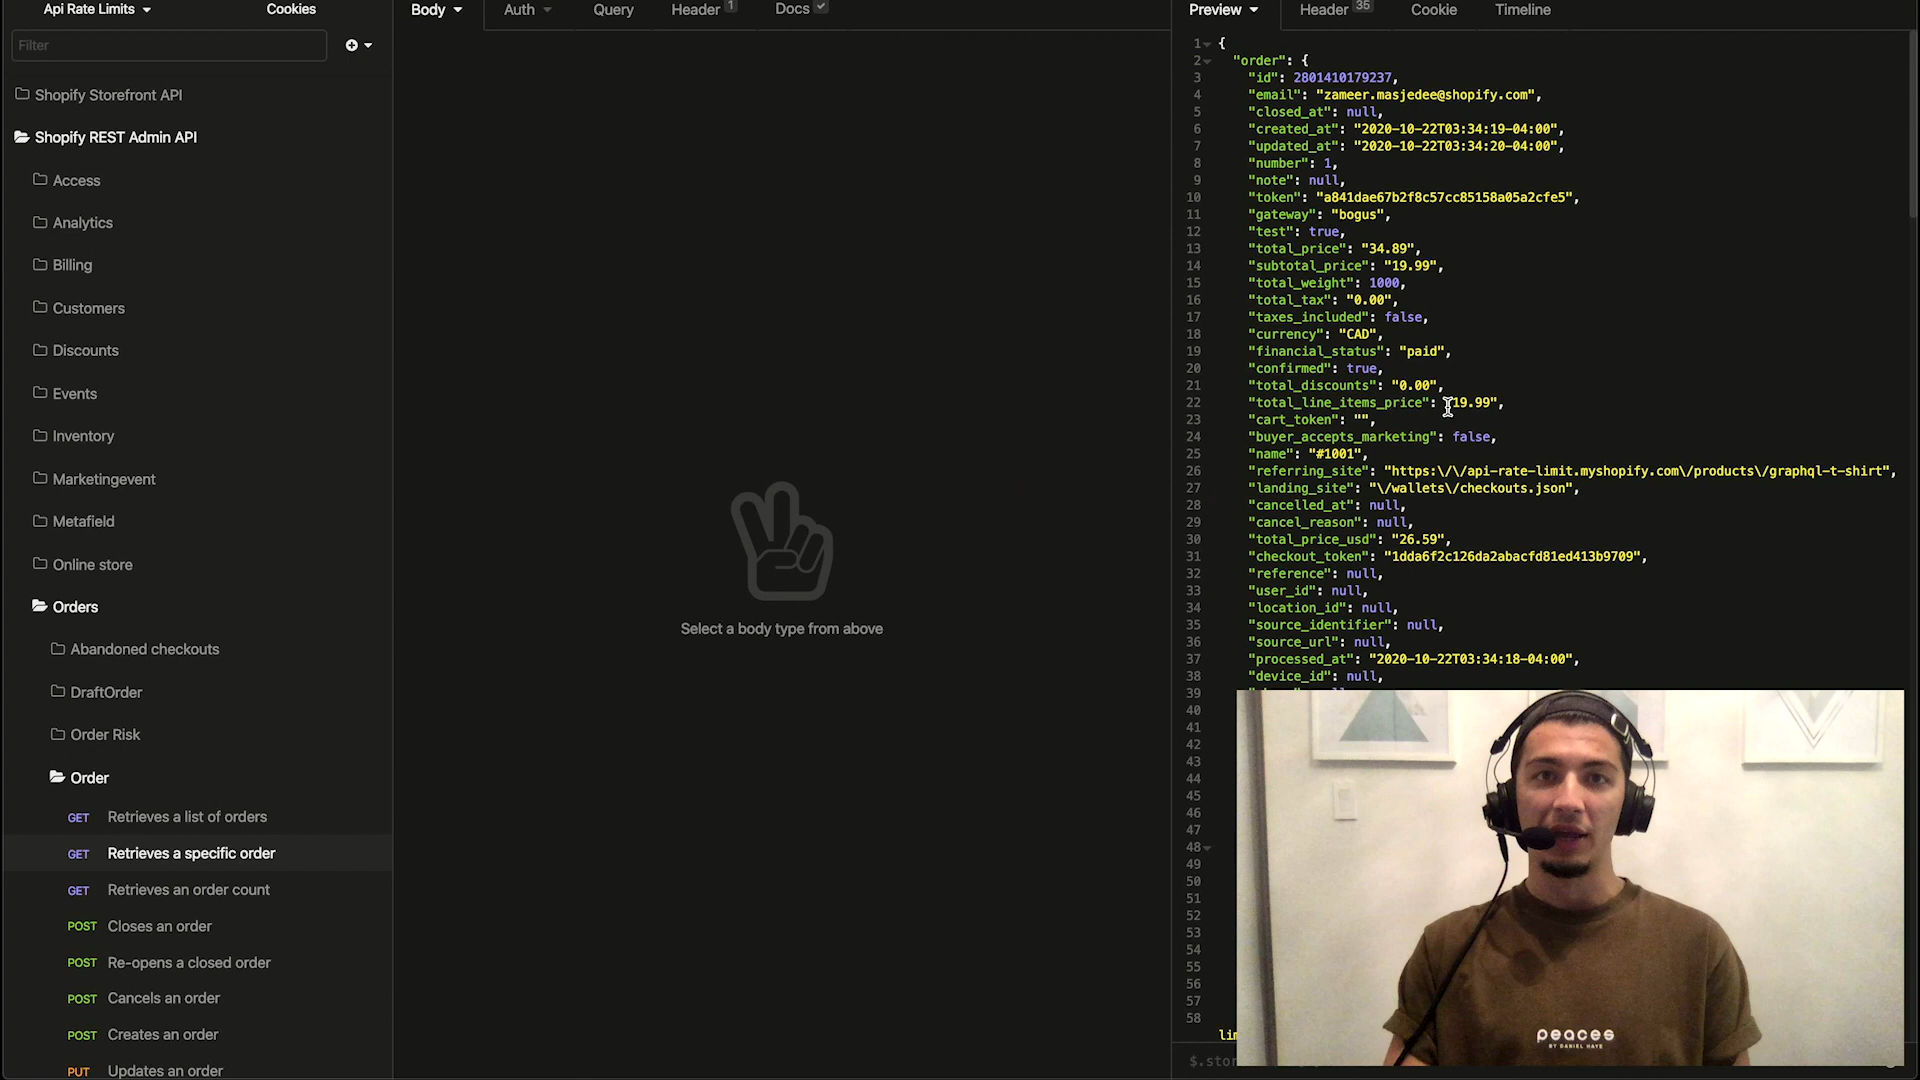 Api Rate Limits
Cookies
Filter
Shopify Storefront API
Shopify REST Admin API
Access
Analytics
Billing
Customers
Discounts
Events
Inventory
Marketingevent
Metafield
Online store
Orders
Abandoned checkouts
DraftOrder
Order Risk
Order
GET Retrieves a list of orders
GET Retrieves a specific order
GET Retrieves an order count
POST Closes an order
POST Re-opens a closed order
POST Cancels an order
POST Creates an order
PUT Updates an order
Body Auth Query Header 1 Docs
Select a body type from above
Preview Header 35 Cookie Timeline
1 {
2 "order": {
3 "id": 2801410179237,
4 "email": "zameer.masjedee@shopify.com",
5 "closed_at": null,
6 "created_at": "2020-10-22T03:34:19-04:00",
7 "updated_at": "2020-10-22T03:34:20-04:00",
8 "number": 1,
9 "note": null,
10 "token": "a841dae67b2f8c57cc85158a05a2cfe5",
11 "gateway": "bogus",
12 "test": true,
13 "total_price": "34.89",
14 "subtotal_price": "19.99",
15 "total_weight": 1000,
16 "total_tax": "0.00",
17 "taxes_included": false,
18 "currency": "CAD",
19 "financial_status": "paid",
20 "confirmed": true,
21 "total_discounts": "0.00",
22 "total_line_items_price": "19.99",
23 "cart_token": "",
24 "buyer_accepts_marketing": false,
25 "name": "#1001",
26 "referring_site": "https:\/\/api-rate-limit.myshopify.com\/products\/graphql-t-shirt",
27 "landing_site": "\/wallets\/checkouts.json",
28 "cancelled_at": null,
29 "cancel_reason": null,
30 "total_price_usd": "26.59",
31 "checkout_token": "1dda6f2c126da2abacfd81ed413b9709",
32 "reference": null,
33 "user_id": null,
34 "location_id": null,
35 "source_identifier": null,
36 "source_url": null,
37 "processed_at": "2020-10-22T03:34:18-04:00",
38 "device_id": null,
39
40
41
42
43
44
45
46
47
48
49
50
51
52
53
54
55
56
57
58
lim
$.stor
peaces
BY DANIEL HAYE